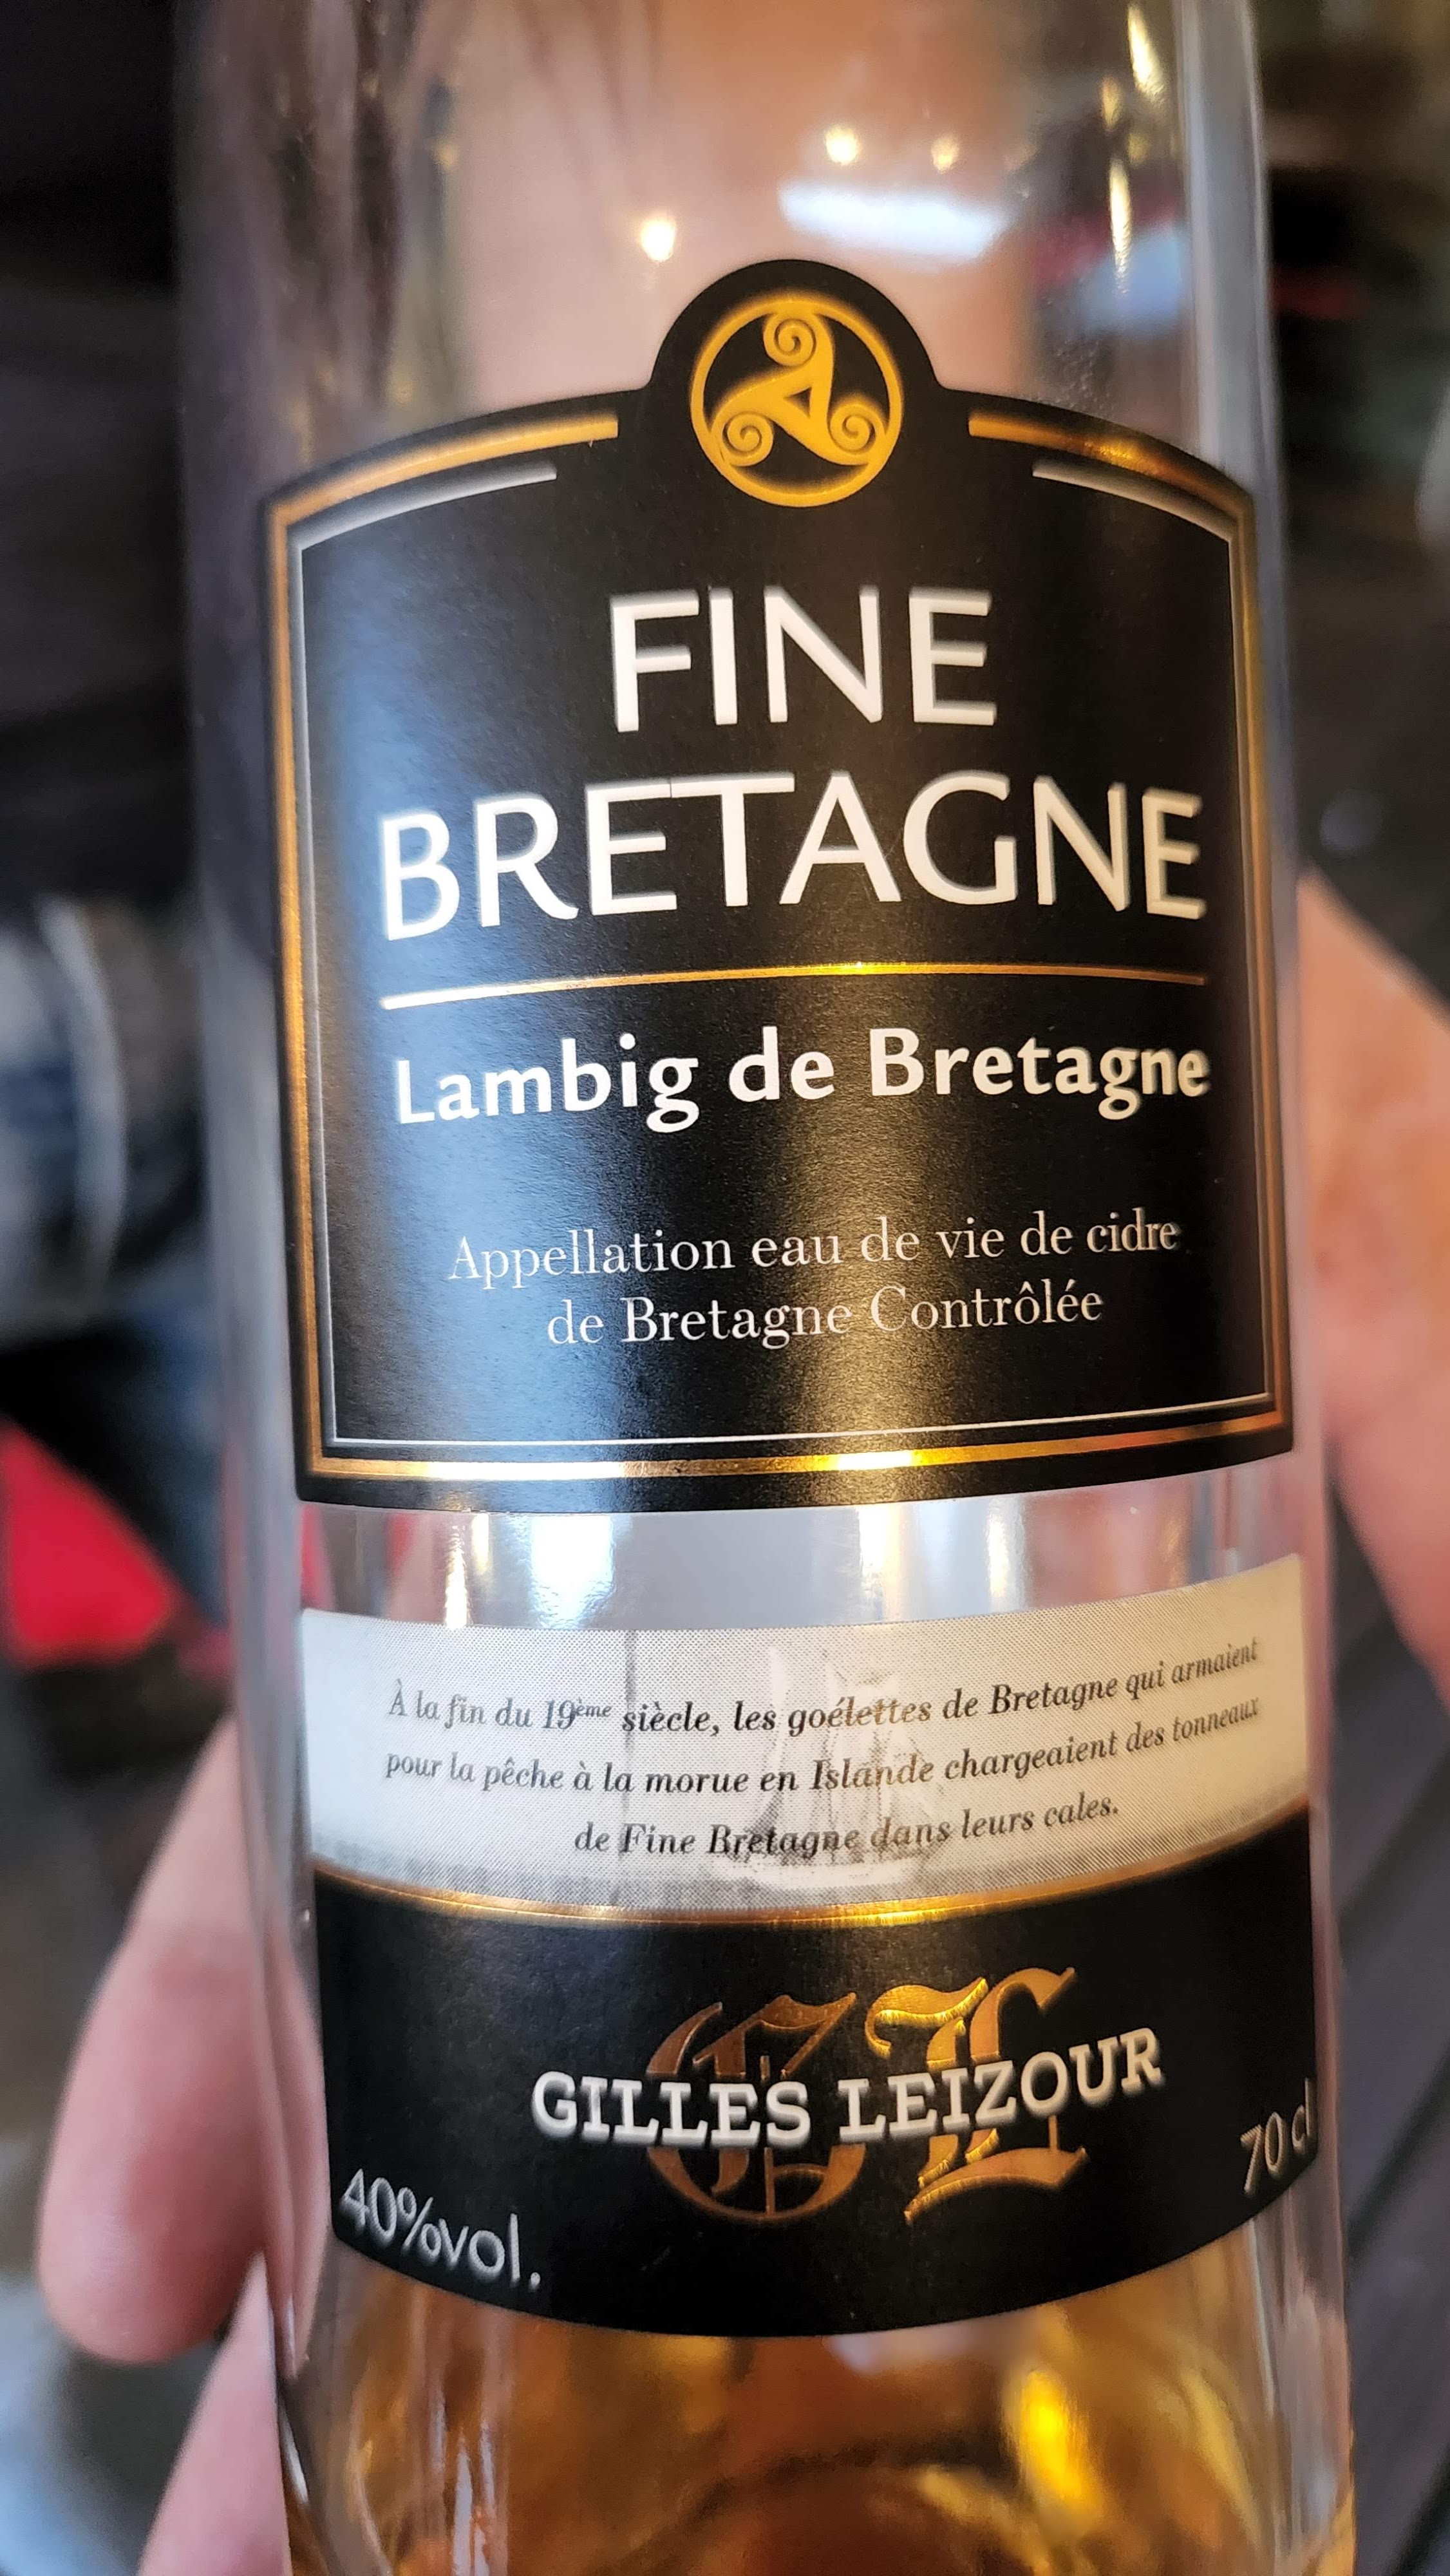 FINE
BRETAGNE
Lambig de Bretagne
Appellation eau de vie de cidre
de Bretagne Contrôlée
À la fin du 19ème siècle, les goélettes de Bretagne qui armaient
pour la pêche à la morue en Islande chargeaient des tonneaux
de Fine Bretagne dans leurs cales.
GL
GILLES LEIZOUR
40%vol.
70 cl